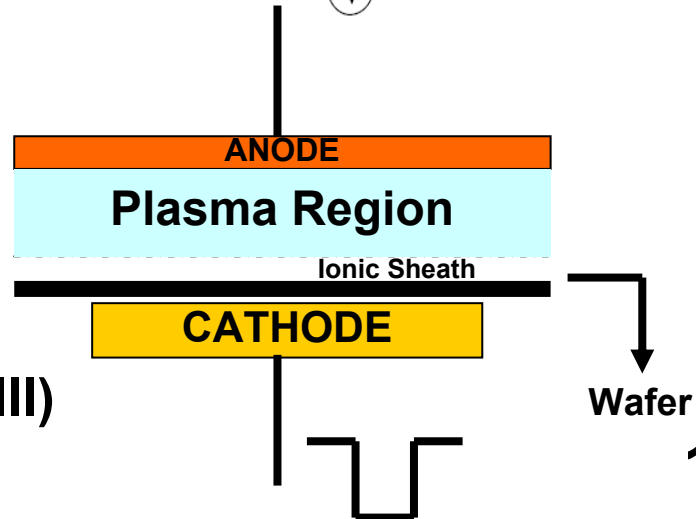 ANODE
Plasma Region
Ionic Sheath
CATHODE
III)
Wafer